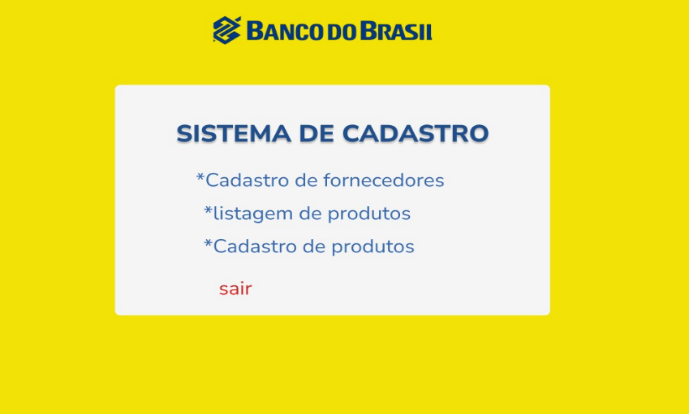 BANCO DO BRASIL
SISTEMA DE CADASTRO
*Cadastro de fornecedores
*listagem de produtos
*Cadastro de produtos
sair